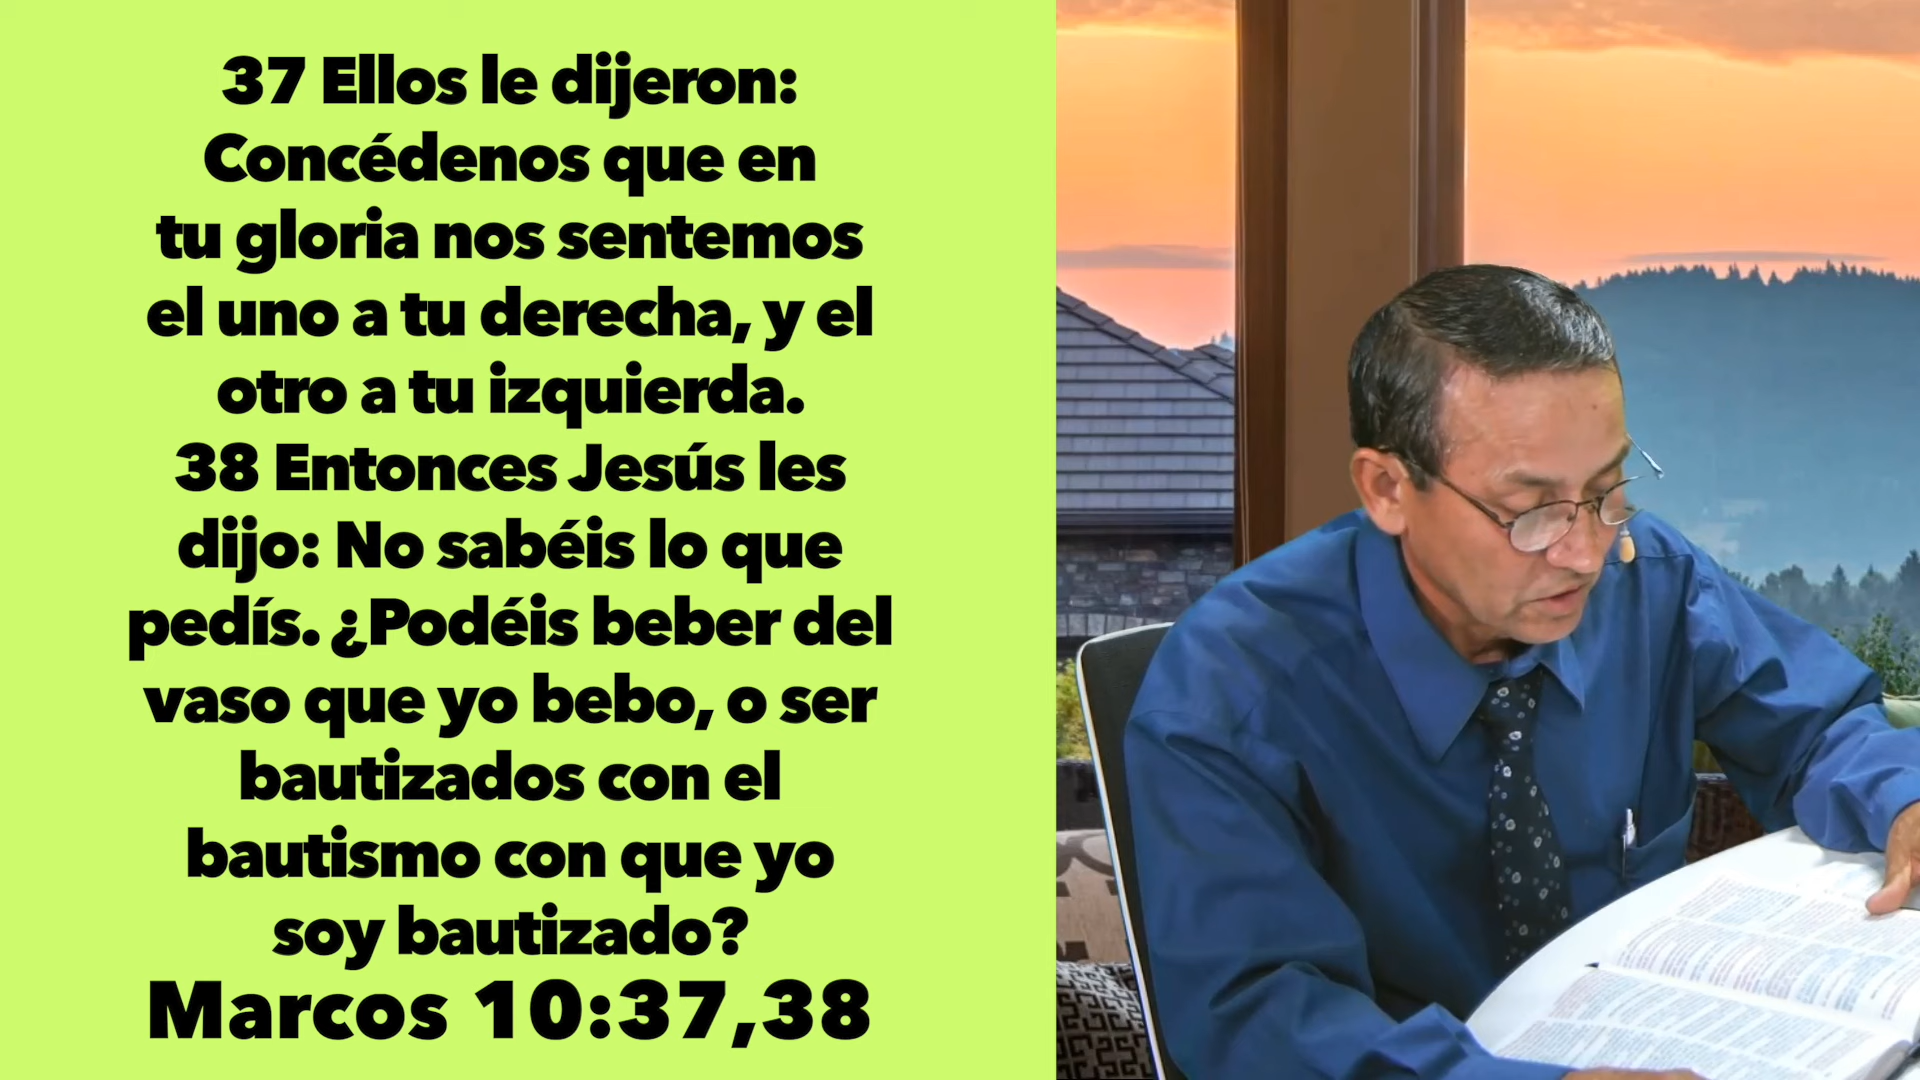 37 Ellos le dijeron:
Concédenos que en
tu gloria nos sentemos
el uno a tu derecha, y el
otro a tu izquierda.
38 Entonces Jesús les
dijo: No sabéis lo que
pedís. ¿Podéis beber del
vaso que yo bebo, o ser
bautizados con el
bautismo con que yo
soy bautizado?
Marcos 10:37,38